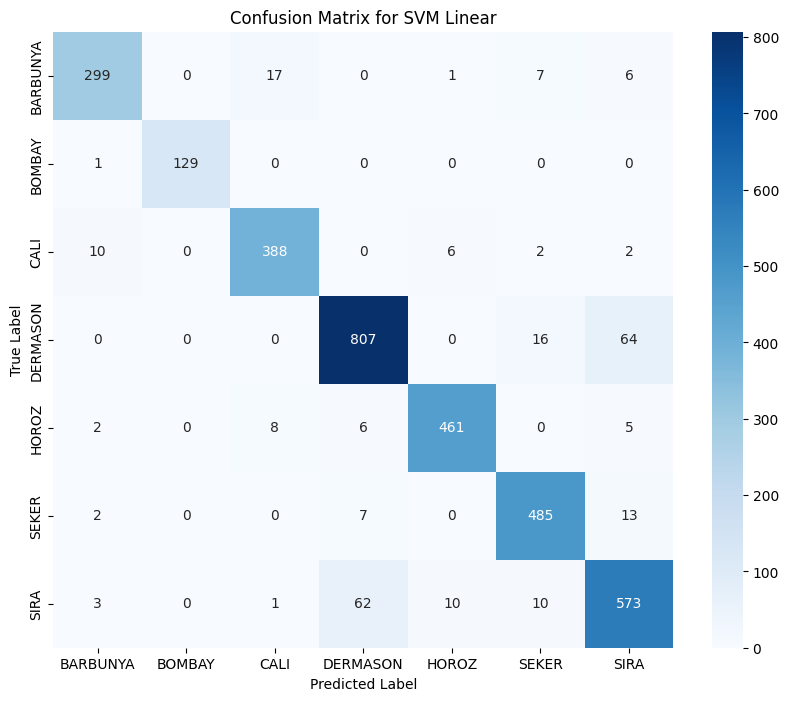 Confusion Matrix for SVM Linear
True Label
BARBUNYA 299 0 17 0 1 7 6
BOMBAY 1 129 0 0 0 0 0
CALI 10 0 388 0 6 2 2
DERMASON 0 0 0 807 0 16 64
HOROZ 2 0 8 6 461 0 5
SEKER 2 0 0 7 0 485 13
SIRA 3 0 1 62 10 10 573
BARBUNYA BOMBAY CALI DERMASON HOROZ SEKER SIRA
Predicted Label
800
700
600
500
400
300
200
100
0